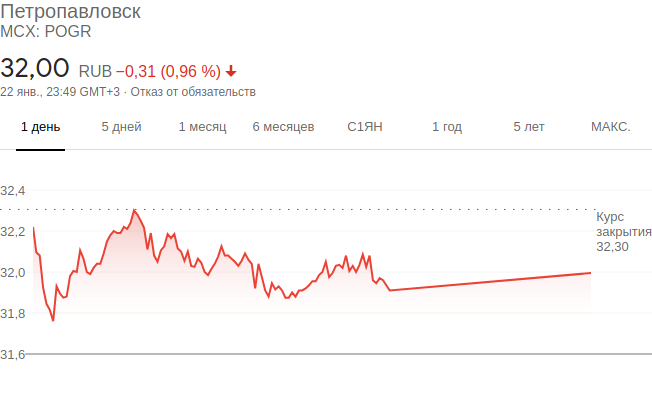 Петропавловск
MCX: POGR
32,00 RUB −0,31 (0,96 %)
22 янв., 23:49 GMT+3 · Отказ от обязательств
1 день 5 дней 1 месяц 6 месяцев С1ЯН 1 год 5 лет МАКС.
32,4
32,2
32,0
31,8
31,6
Курс
закрытия
32,30